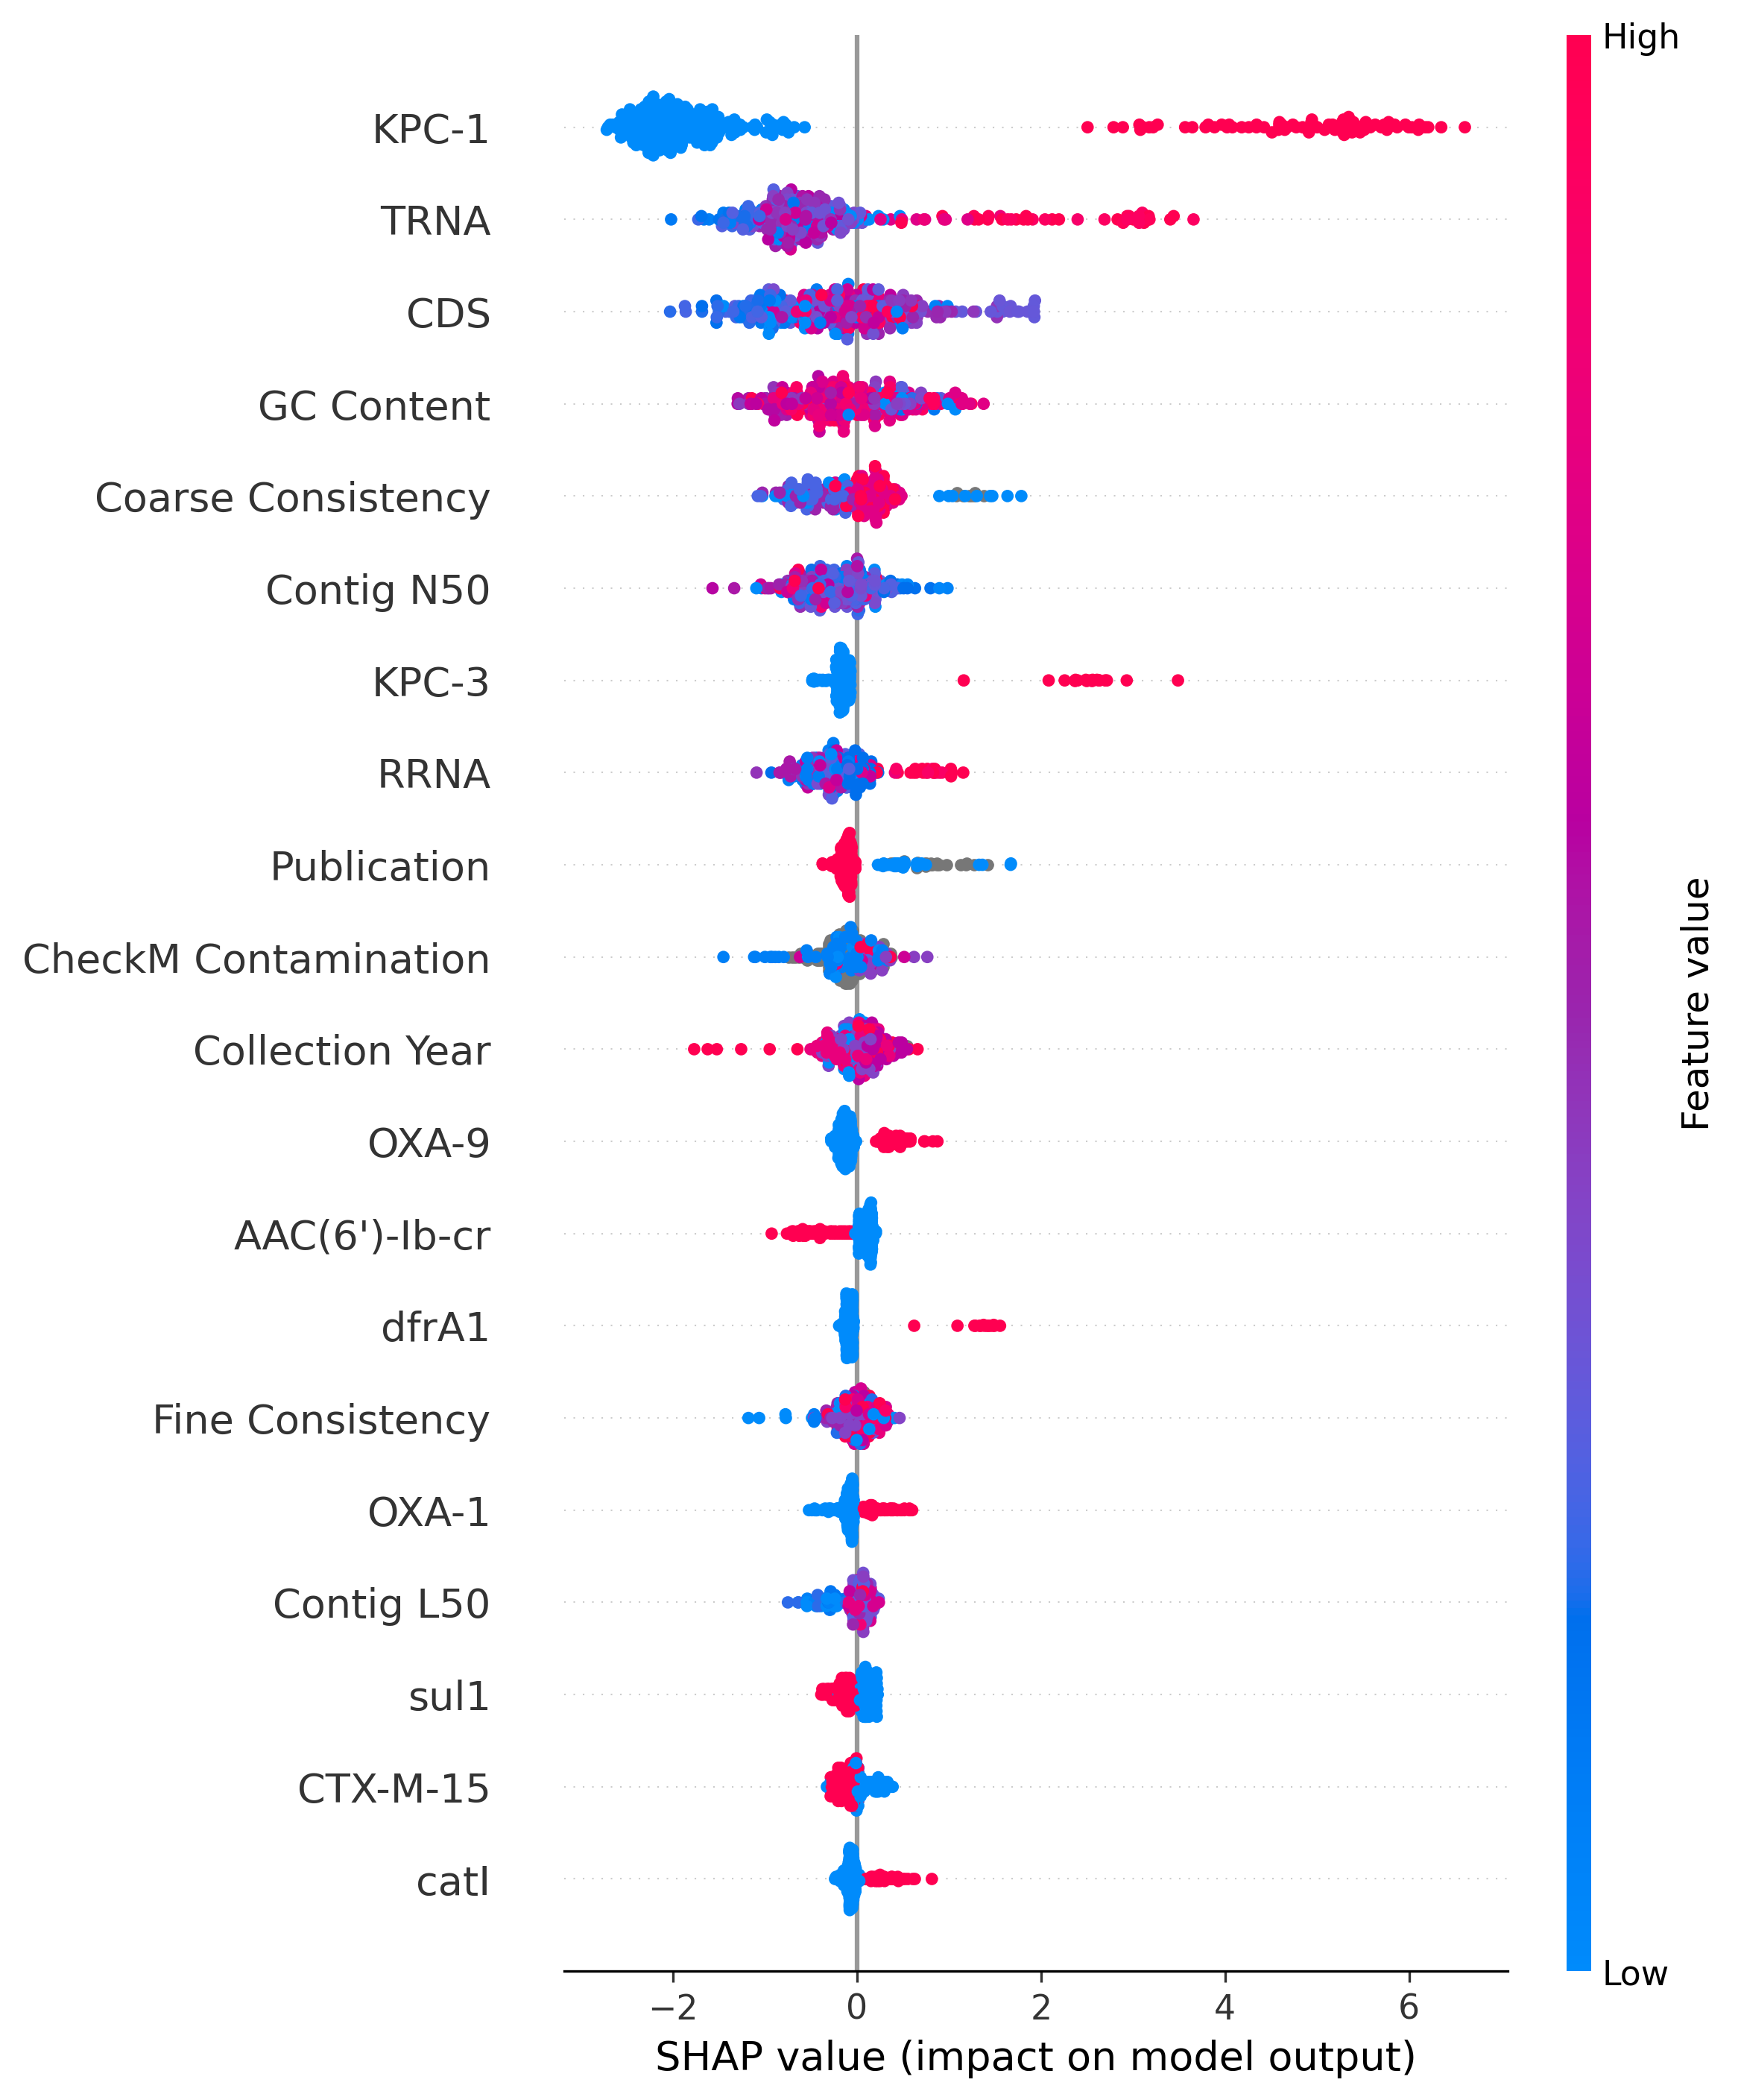 High
KPC-1
TRNA
CDS
GC Content
Coarse Consistency
Contig N50
KPC-3
RRNA
Publication
CheckM Contamination
Collection Year
OXA-9
AAC(6')-Ib-cr
dfrA1
Fine Consistency
OXA-1
Contig L50
sul1
CTX-M-15
catI
Feature value
Low
−2 0 2 4 6
SHAP value (impact on model output)